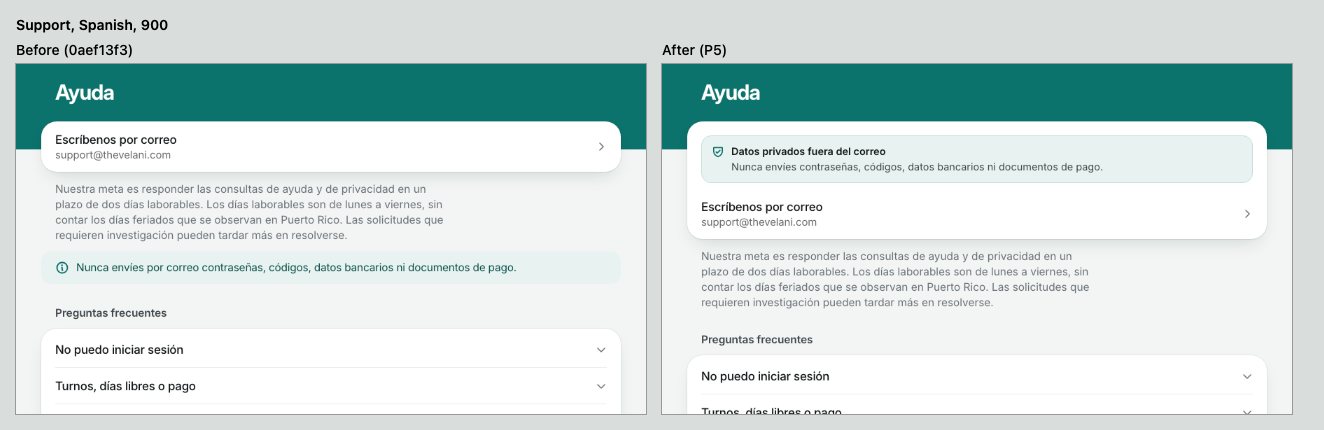 Support, Spanish, 900
Before (0aef13f3)
Ayuda
Escríbenos por correo
support@thevelani.com
Nuestra meta es responder las consultas de ayuda y de privacidad en un
plazo de dos días laborables. Los días laborables son de lunes a viernes, sin
contar los días feriados que se observan en Puerto Rico. Las solicitudes que
requieren investigación pueden tardar más en resolverse.
Nunca envíes por correo contraseñas, códigos, datos bancarios ni documentos de pago.
Preguntas frecuentes
No puedo iniciar sesión
Turnos, días libres o pago
After (P5)
Ayuda
Datos privados fuera del correo
Nunca envíes contraseñas, códigos, datos bancarios ni documentos de pago.
Escríbenos por correo
support@thevelani.com
Nuestra meta es responder las consultas de ayuda y de privacidad en un
plazo de dos días laborables. Los días laborables son de lunes a viernes, sin
contar los días feriados que se observan en Puerto Rico. Las solicitudes que
requieren investigación pueden tardar más en resolverse.
Preguntas frecuentes
No puedo iniciar sesión
Turnos, días libres o pago